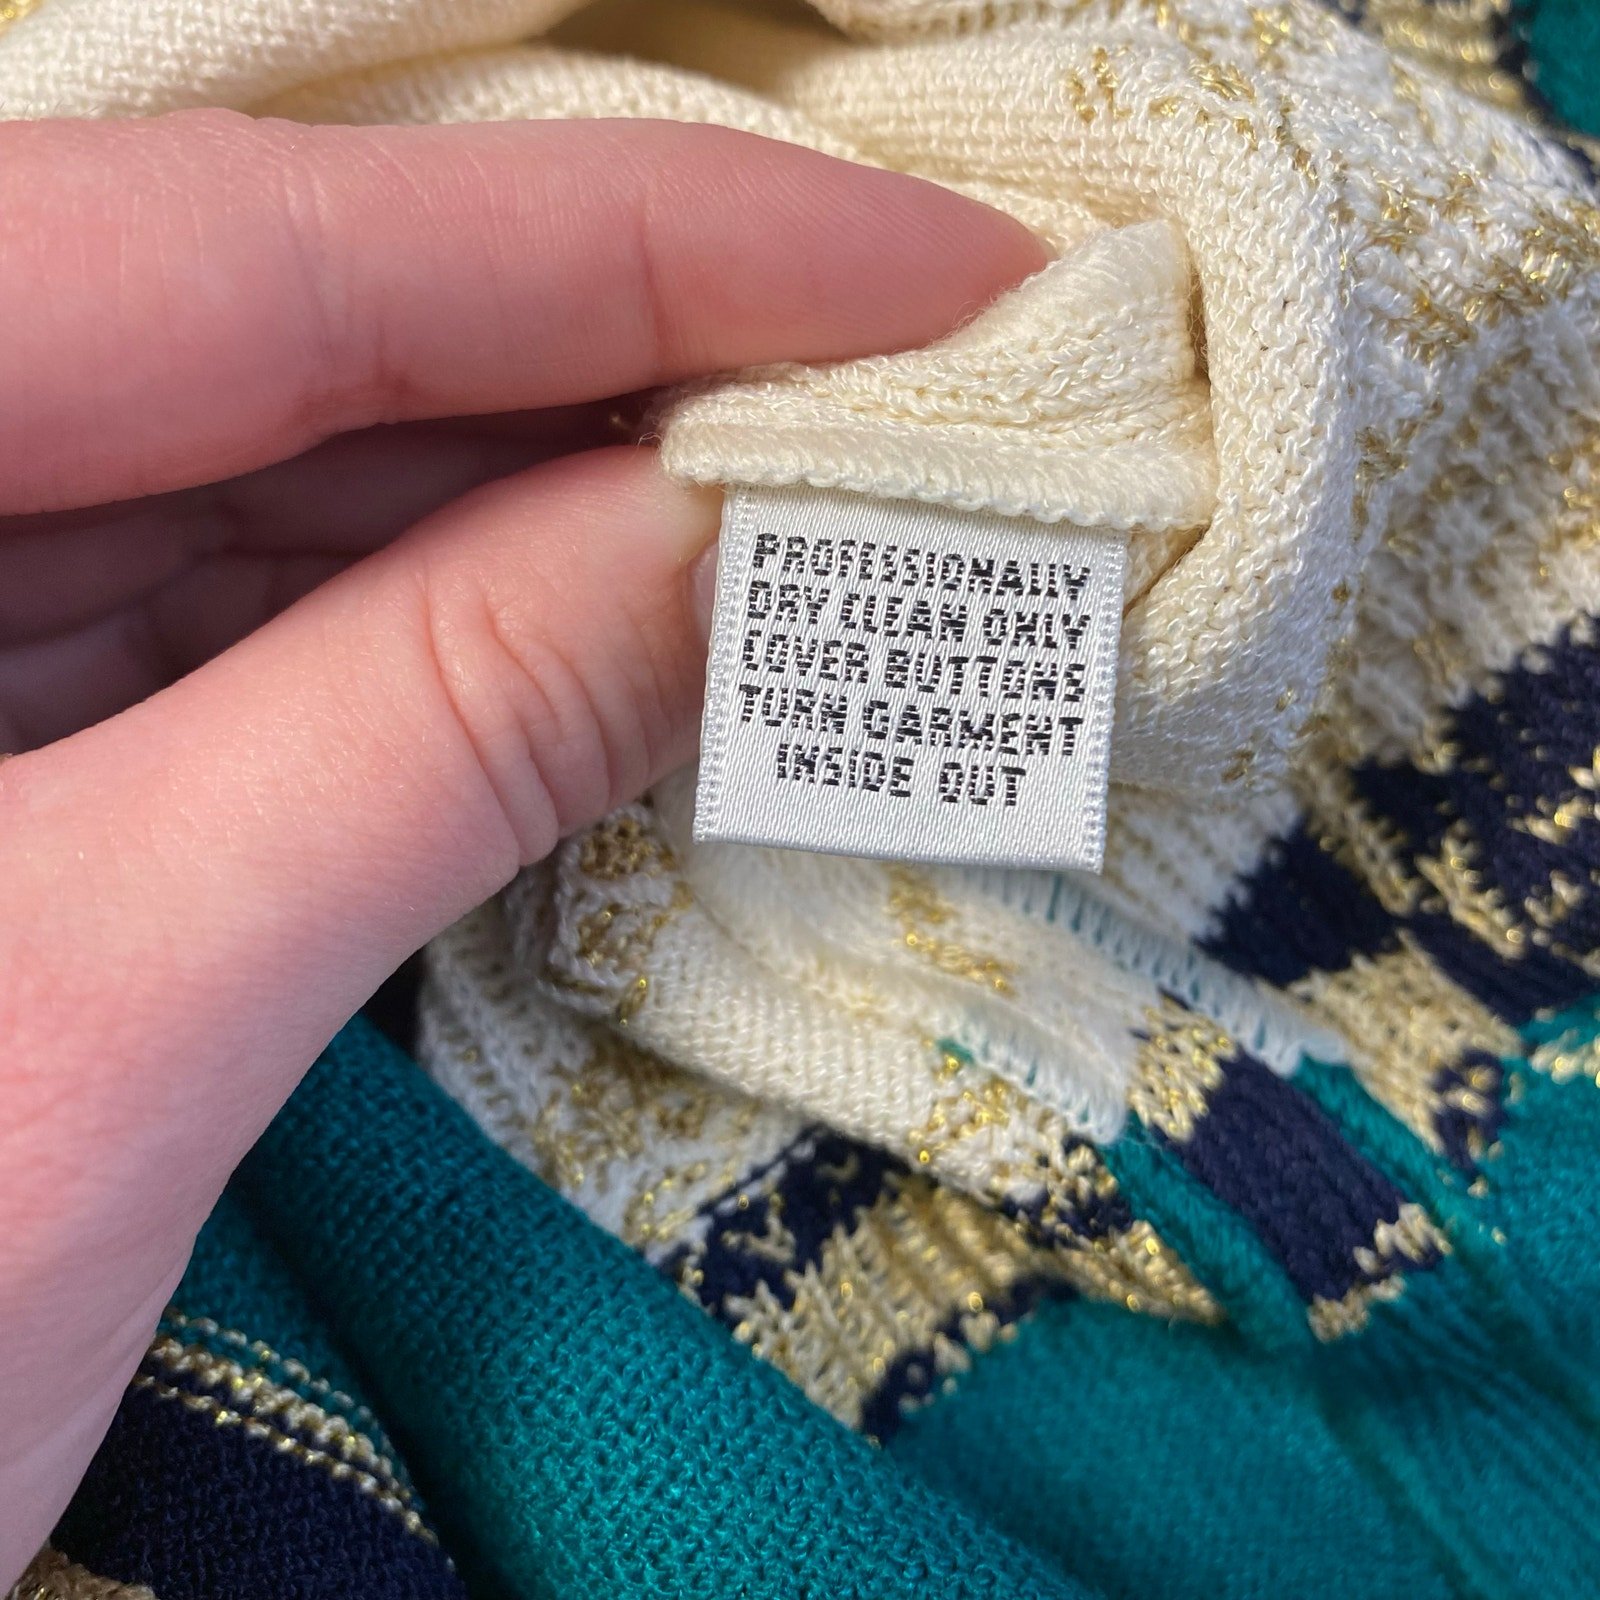 PROFESSIONALLY
DRY CLEAN ONLY
COVER BUTTONS
TURN GARMENT
INSIDE OUT